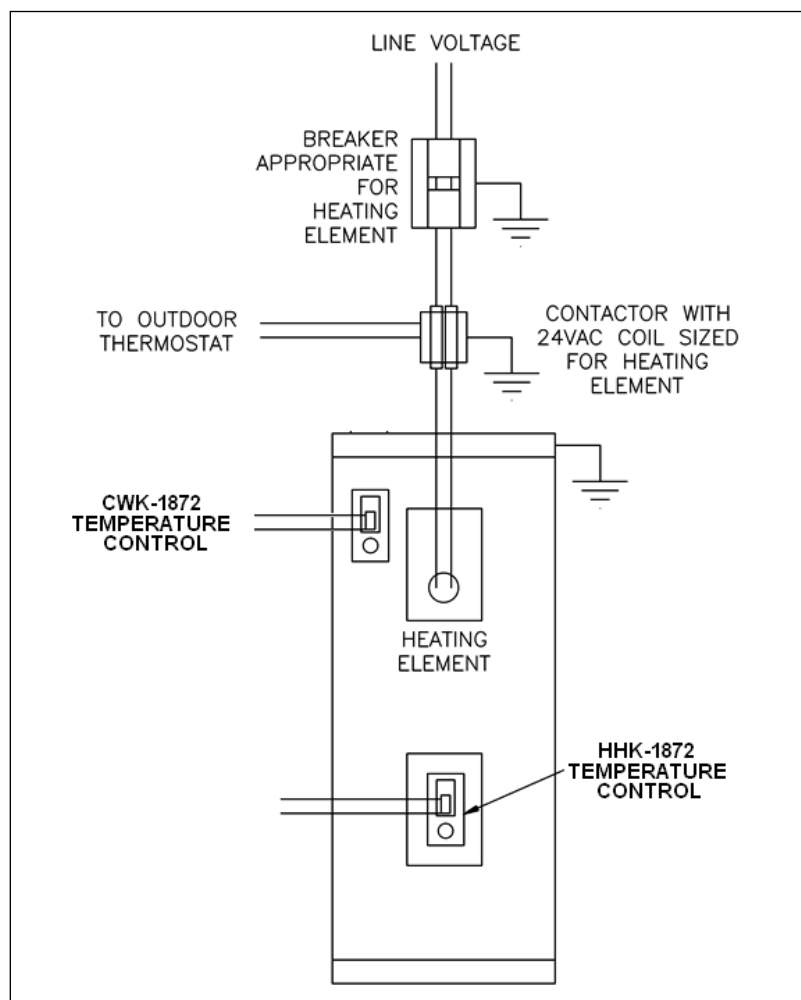 LINE VOLTAGE
BREAKER
APPROPRIATE
FOR
HEATING
ELEMENT
TO OUTDOOR
THERMOSTAT
CONTACTOR WITH
24VAC COIL SIZED
FOR HEATING
ELEMENT
CWK-1872
TEMPERATURE
CONTROL
HEATING
ELEMENT
HHK-1872
TEMPERATURE
CONTROL